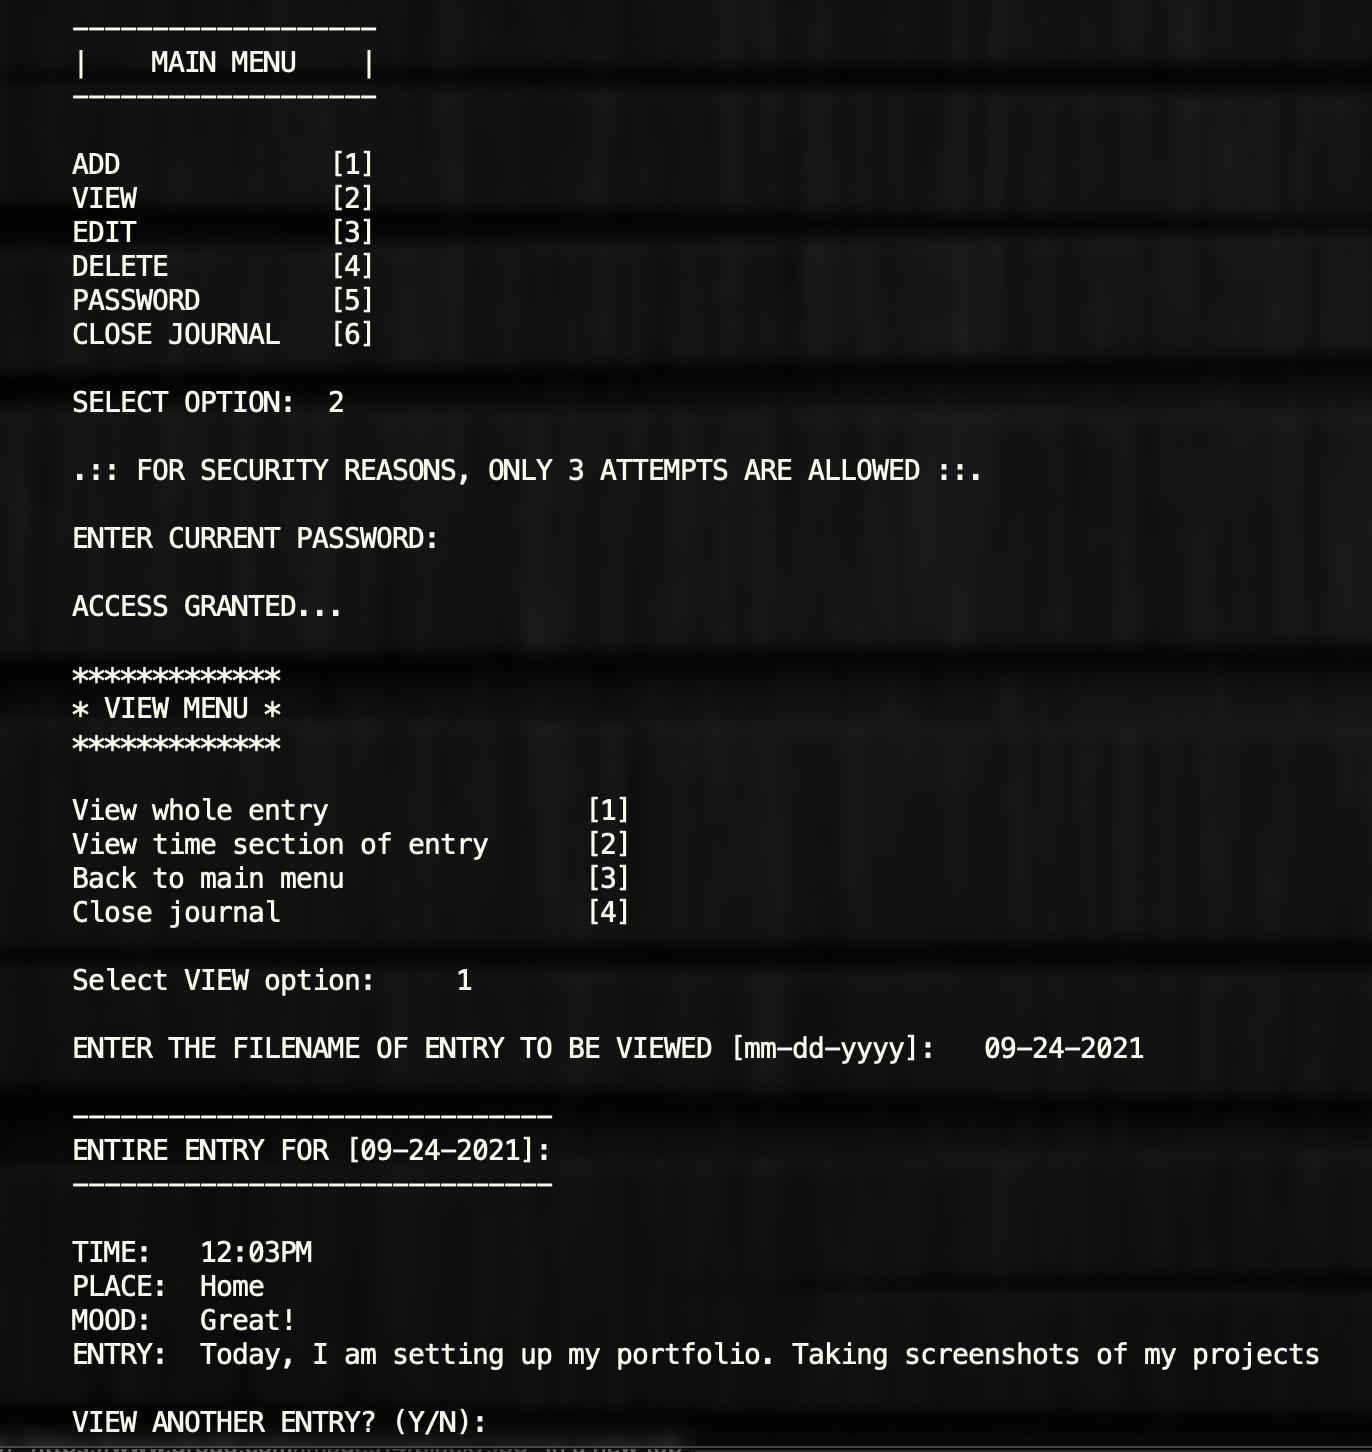 -------------------
|    MAIN MENU    |
-------------------
ADD [1]
VIEW [2]
EDIT [3]
DELETE [4]
PASSWORD [5]
CLOSE JOURNAL [6]
SELECT OPTION: 2
.:: FOR SECURITY REASONS, ONLY 3 ATTEMPTS ARE ALLOWED ::.
ENTER CURRENT PASSWORD:
ACCESS GRANTED...
*************
* VIEW MENU *
*************
View whole entry [1]
View time section of entry [2]
Back to main menu [3]
Close journal [4]
Select VIEW option: 1
ENTER THE FILENAME OF ENTRY TO BE VIEWED [mm-dd-yyyy]: 09-24-2021
------------------------------
ENTIRE ENTRY FOR [09-24-2021]:
------------------------------
TIME: 12:03PM
PLACE: Home
MOOD: Great!
ENTRY: Today, I am setting up my portfolio. Taking screenshots of my projects
VIEW ANOTHER ENTRY? (Y/N):